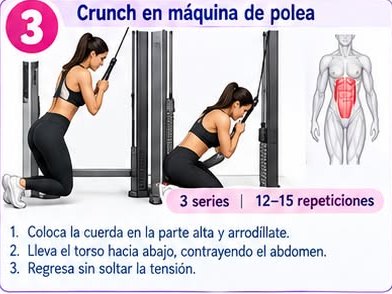 3
Crunch en máquina de polea
3 series | 12–15 repeticiones
1. Coloca la cuerda en la parte alta y arrodíllate.
2. Lleva el torso hacia abajo, contrayendo el abdomen.
3. Regresa sin soltar la tensión.